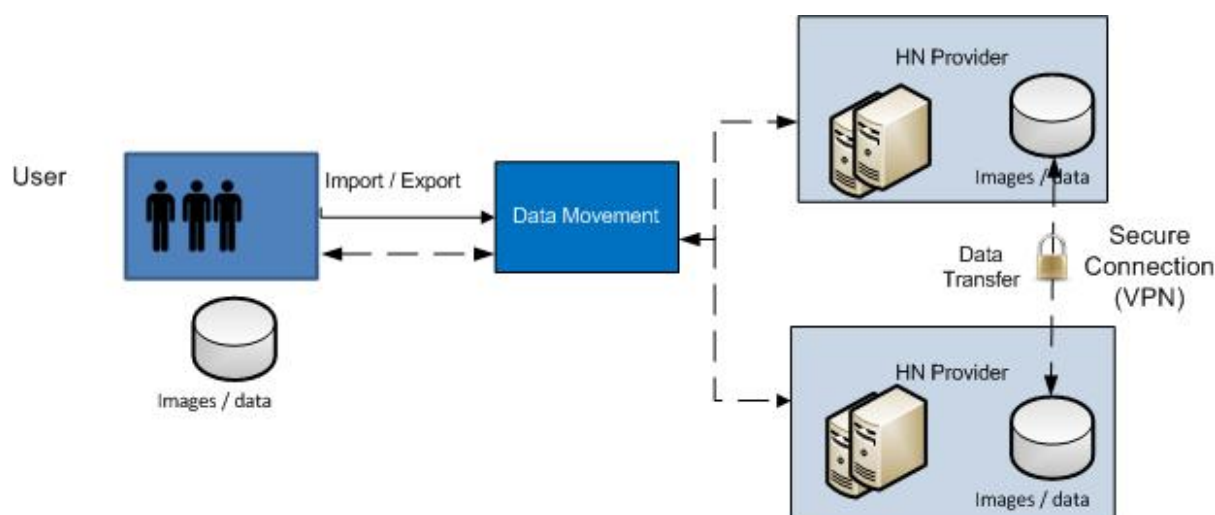 User
Import / Export
Images / data
Data Movement
HN Provider
Images / data
Data
Transfer
Secure
Connection
(VPN)
HN Provider
Images / data